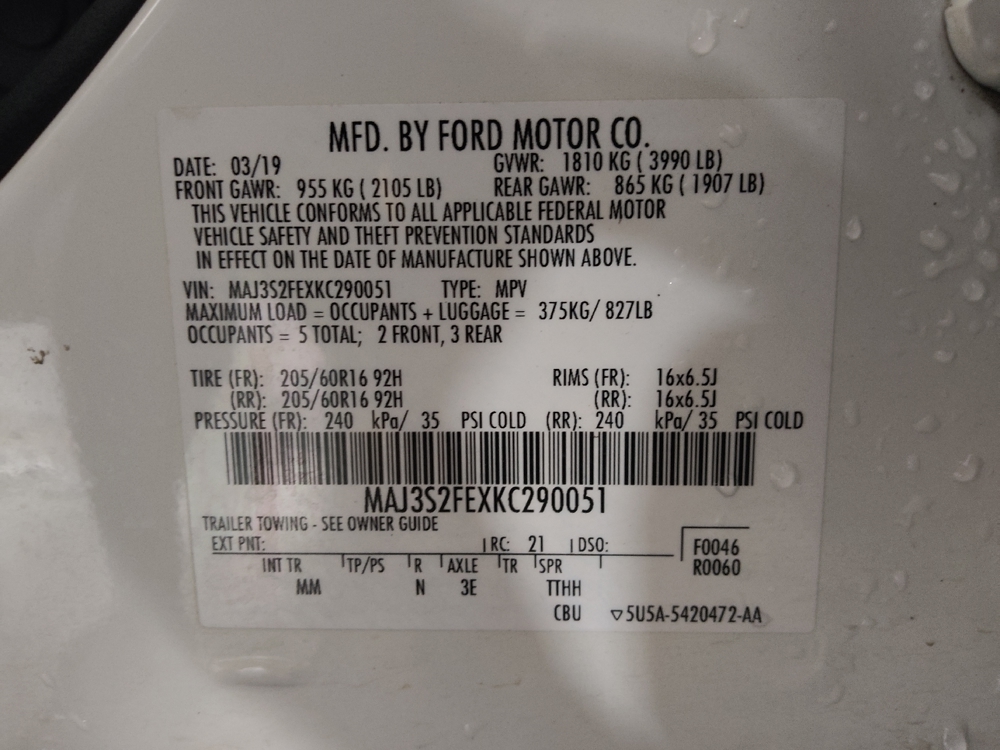 MFD. BY FORD MOTOR CO.
DATE: 03/19 GVWR: 1810 KG ( 3990 LB)
FRONT GAWR: 955 KG ( 2105 LB) REAR GAWR: 865 KG ( 1907 LB)
THIS VEHICLE CONFORMS TO ALL APPLICABLE FEDERAL MOTOR
VEHICLE SAFETY AND THEFT PREVENTION STANDARDS
IN EFFECT ON THE DATE OF MANUFACTURE SHOWN ABOVE.
VIN: MAJ3S2FEXKC290051 TYPE: MPV
MAXIMUM LOAD = OCCUPANTS + LUGGAGE = 375KG/ 827LB
OCCUPANTS = 5 TOTAL; 2 FRONT, 3 REAR
TIRE (FR): 205/60R16 92H RIMS (FR): 16x6.5J
(RR): 205/60R16 92H (RR): 16x6.5J
PRESSURE (FR): 240 kPa/ 35 PSI COLD (RR): 240 kPa/ 35 PSI COLD
MAJ3S2FEXKC290051
TRAILER TOWING - SEE OWNER GUIDE
EXT PNT: RC: 21 DSO: F0046
INT TR TP/PS R AXLE TR SPR R0060
MM N 3E TTHH
CBU ▽5U5A-5420472-AA